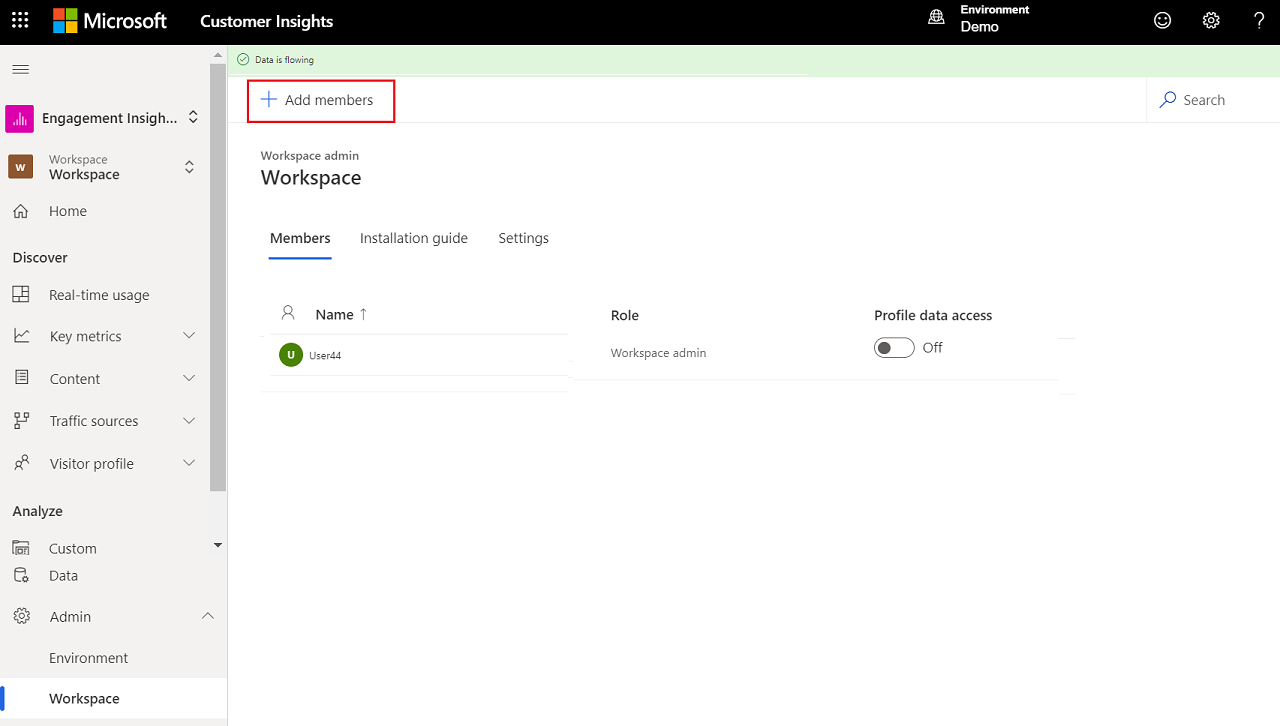 Microsoft
Customer Insights
Environment
Demo
?
Data is flowing
Add members
Search
Engagement Insigh...
w
Workspace
Workspace
Home
Discover
Real-time usage
Key metrics
Content
Traffic sources
Visitor profile
Analyze
Custom
Data
Admin
Environment
Workspace
Workspace admin
Workspace
Members
Installation guide
Settings
Name ↑
Role
Profile data access
U
User44
Workspace admin
Off